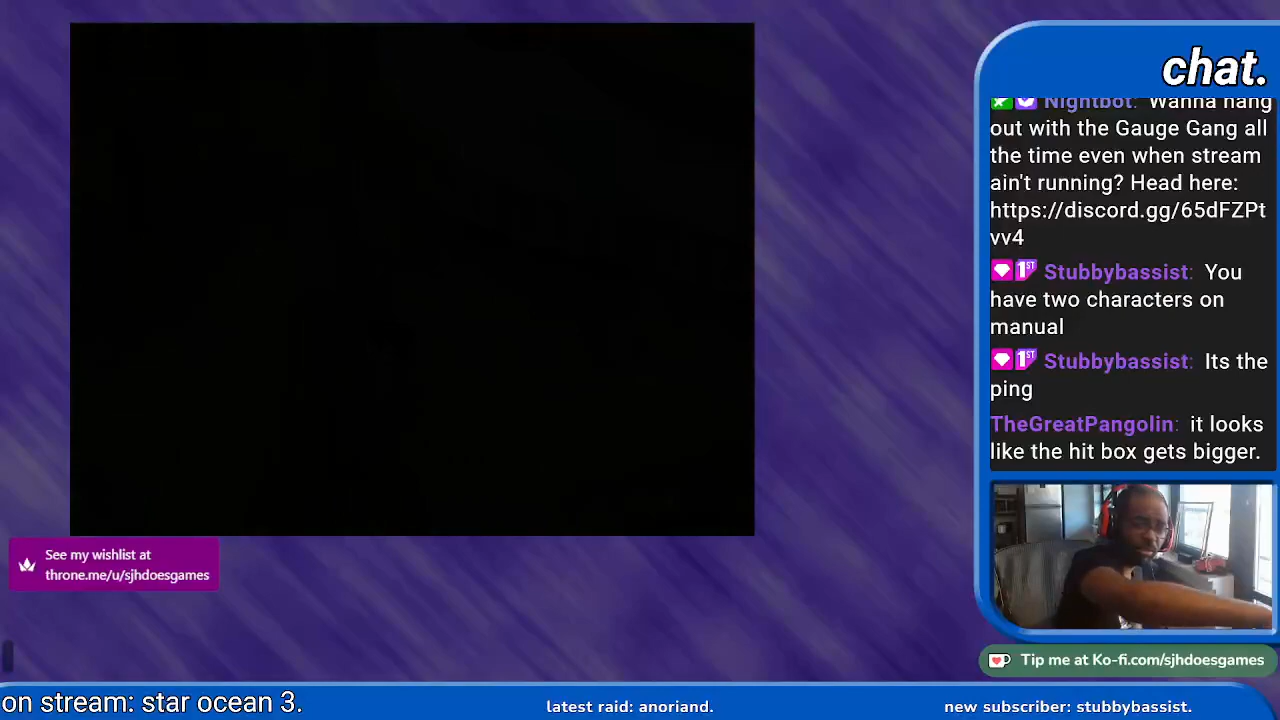 chat.
Nightbot: Wanna hang
out with the Gauge Gang all
the time even when stream
ain't running? Head here:
https://discord.gg/65dFZPt
vv4
1ST Stubbybassist: You
have two characters on
manual
1ST Stubbybassist: Its the
ping
TheGreatPangolin: it looks
like the hit box gets bigger.
See my wishlist at
throne.me/u/sjhdoesgames
Tip me at Ko-fi.com/sjhdoesgames
on stream: star ocean 3.
latest raid: anoriand.
new subscriber: stubbybassist.